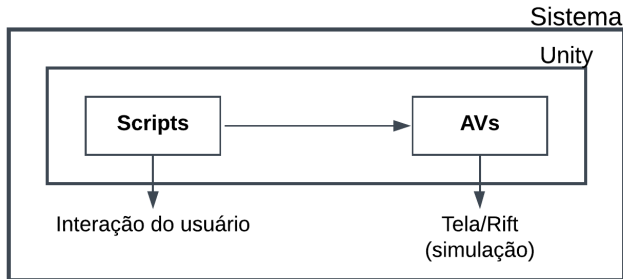 Sistema
Unity
Scripts
AVs
Interação do usuário
Tela/Rift
(simulação)